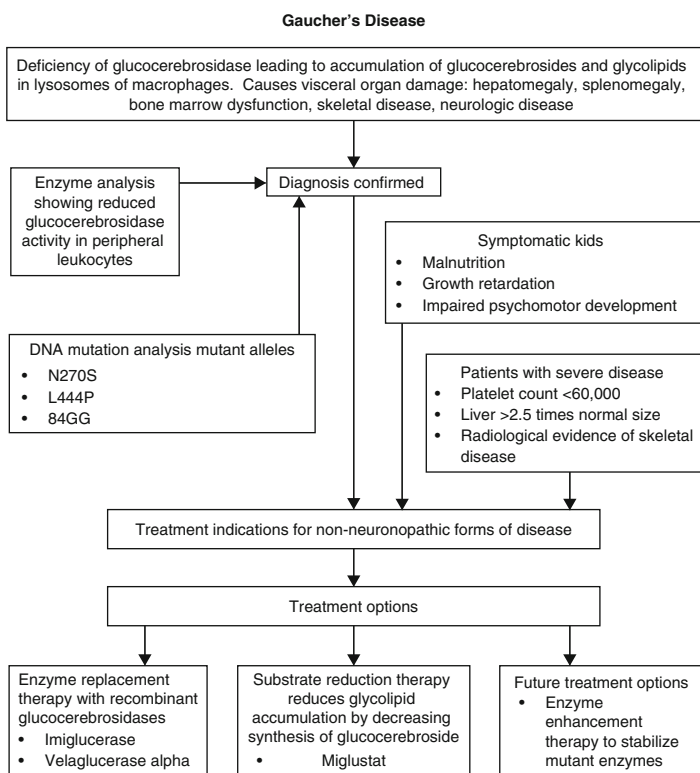 Gaucher's Disease
Deficiency of glucocerebrosidase leading to accumulation of glucocerebrosides and glycolipids
in lysosomes of macrophages. Causes visceral organ damage: hepatomegaly, splenomegaly,
bone marrow dysfunction, skeletal disease, neurologic disease
Enzyme analysis
showing reduced
glucocerebrosidase
activity in peripheral
leukocytes
Diagnosis confirmed
Symptomatic kids
• Malnutrition
• Growth retardation
• Impaired psychomotor development
DNA mutation analysis mutant alleles
• N270S
• L444P
• 84GG
Patients with severe disease
• Platelet count <60,000
• Liver >2.5 times normal size
• Radiological evidence of skeletal
disease
Treatment indications for non-neuronopathic forms of disease
Treatment options
Enzyme replacement
therapy with recombinant
glucocerebrosidases
• Imiglucerase
• Velaglucerase alpha
Substrate reduction therapy
reduces glycolipid
accumulation by decreasing
synthesis of glucocerebroside
• Miglustat
Future treatment options
• Enzyme
enhancement
therapy to stabilize
mutant enzymes